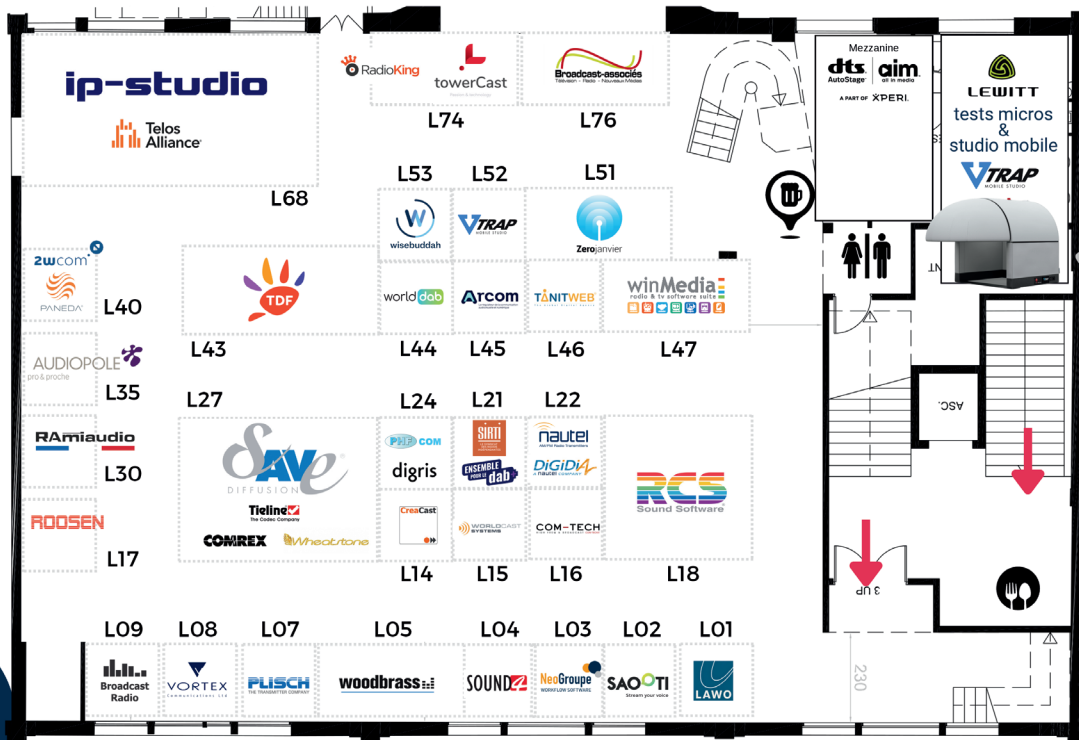 ip-studio
Telos
Alliance
L68
RadioKing
towerCast
L74
Broadcast-associés
Télévision - Radio - Nouveaux Médias
L76
Mezzanine
dts
AutoStage
aim
all in media
A PART OF XPERI.
LEWITT
tests micros
&
studio mobile
VTRAP
MOBILE STUDIO
L53
L52
L51
wisebuddah
VTRAP
MOBILE STUDIO
Zerojanvier
2wcom
PANEDA
L40
TDF
L43
worlddab
L44
Arcom
L45
TANITWEB
L46
winMedia
radio & tv software suite
L47
AUDIOPOLE
pro & proche
L35
RAmiaudio
L30
ROOSEN
L17
L27
Save
DIFFUSION
Tieline
The Codec Company
COMREX
Wheatstone
L24
PHF COM
digris
L21
SIRTI
ENSEMBLE
POUR LE dab
L22
nautel
DiGiDiA
a nautel COMPANY
CreaCast
L14
WORLDCAST
SYSTEMS
L15
COM-TECH
L16
RCS
Sound Software
L18
ASC.
3 UP
230
L09
L08
L07
L05
L04
L03
L02
L01
Broadcast
Radio
VORTEX
Communications Ltd
PLISCH
THE TRANSMITTER COMPANY
woodbrass
SOUND4
NeoGroupe
WORKFLOW SOFTWARE
SAOOTI
Stream your voice
LAWO